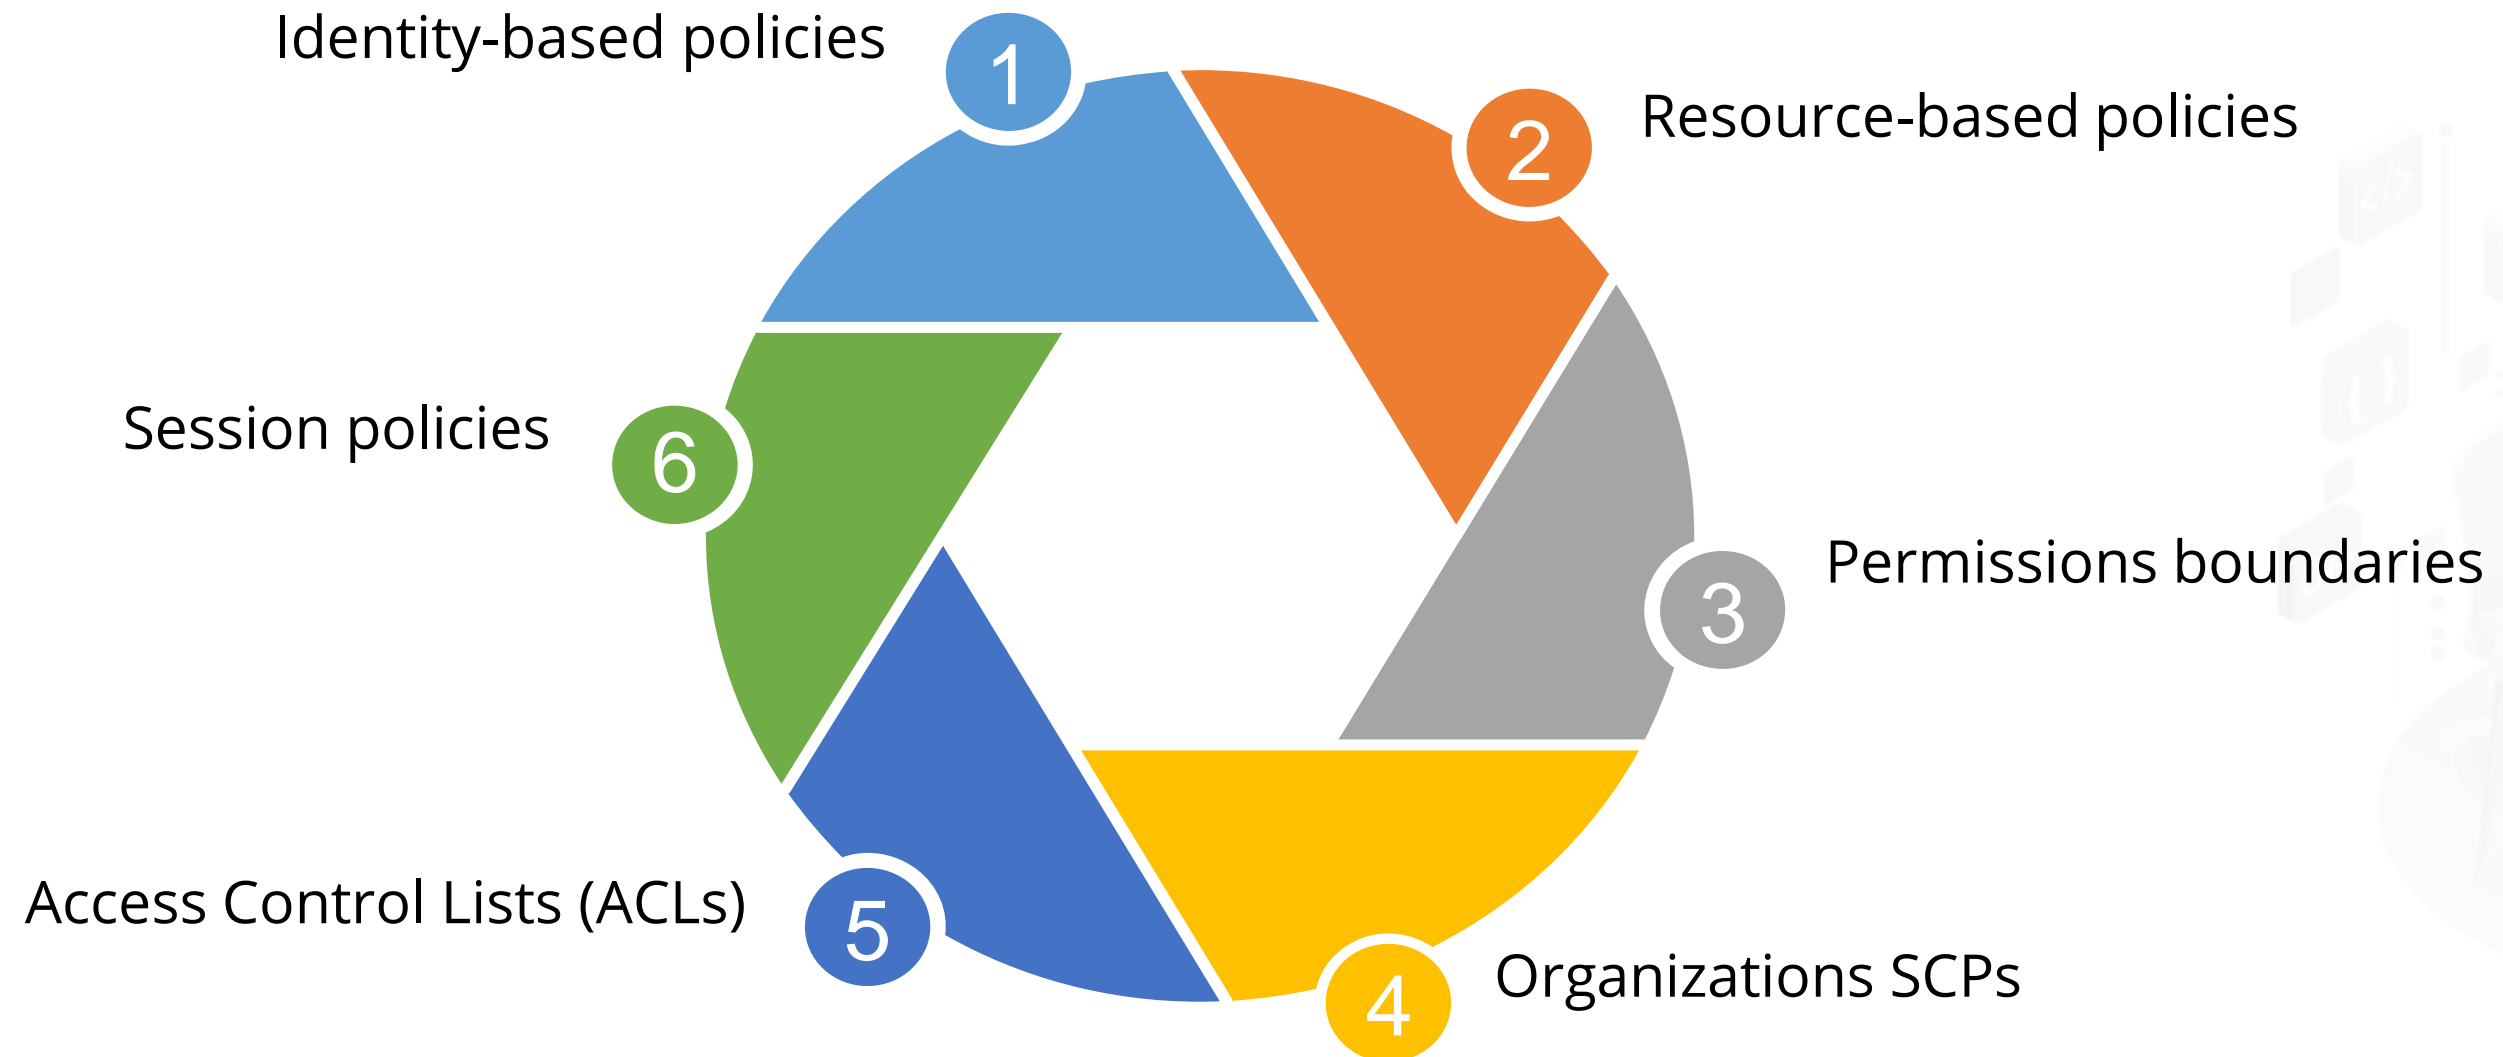 Identity-based policies
1
2
Resource-based policies
Session policies
6
Permissions boundaries
3
Access Control Lists (ACLs)
5
4
Organizations SCPs